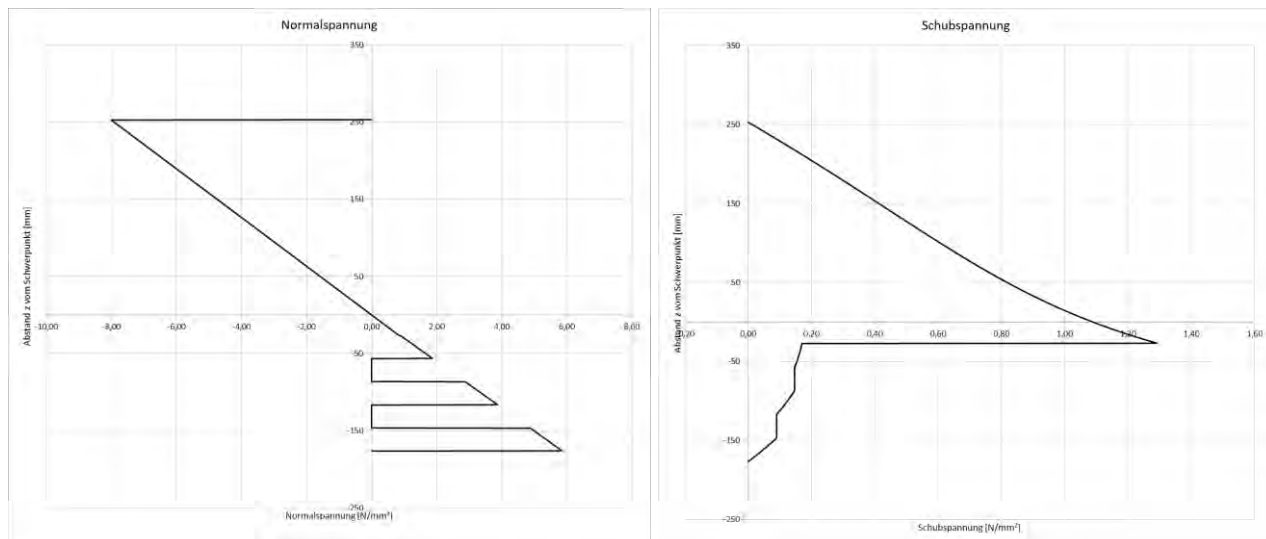 Normalspannung
350
250
150
50
-10,00 -8,00 -6,00 -4,00 -2,00 0,00 2,00 4,00 6,00 8,00
-50
-150
-250
Abstand z vom Schwerpunkt [mm]
Normalspannung [N/mm²]
Schubspannung
350
250
150
50
0,20 0,00 0,20 0,40 0,60 0,80 1,00 1,20 1,40 1,60
-50
-150
-250
Abstand z vom Schwerpunkt [mm]
Schubspannung [N/mm²]